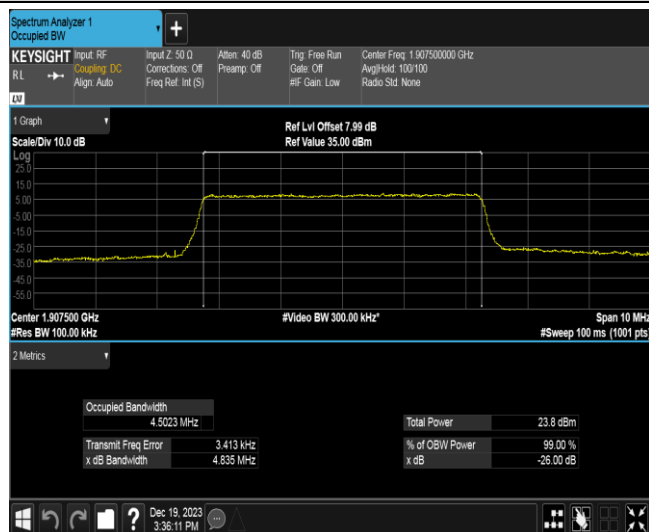 Spectrum Analyzer 1
Occupied BW
+
KEYSIGHT
RL
LXI
Input: RF
Coupling: DC
Align: Auto
Input Z: 50 Ω
Corrections: Off
Freq Ref: Int (S)
Atten: 40 dB
Preamp: Off
Trig: Free Run
Gate: Off
#IF Gain: Low
Center Freq: 1.907500000 GHz
Avg|Hold: 100/100
Radio Std: None
1 Graph
Scale/Div 10.0 dB
Ref Lvl Offset 7.99 dB
Ref Value 35.00 dBm
Log
25.0
15.0
5.00
-5.00
-15.0
-25.0
-35.0
-45.0
-55.0
Center 1.907500 GHz
#Video BW 300.00 kHz*
Span 10 MHz
#Res BW 100.00 kHz
#Sweep 100 ms (1001 pts)
2 Metrics
Occupied Bandwidth
4.5023 MHz
Transmit Freq Error 3.413 kHz
x dB Bandwidth 4.835 MHz
Total Power 23.8 dBm
% of OBW Power 99.00 %
x dB -26.00 dB
?
Dec 19, 2023
3:36:11 PM